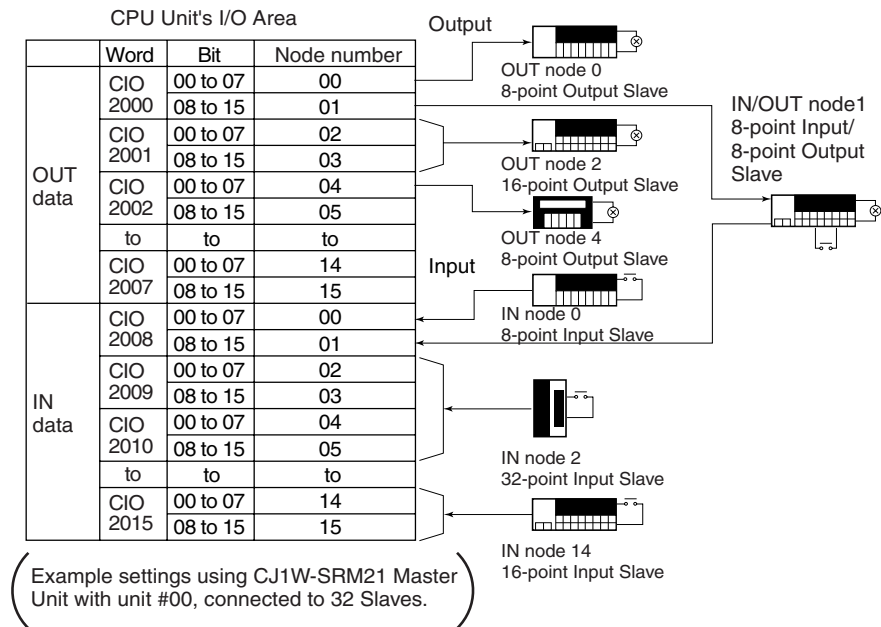 CPU Unit's I/O Area
Word Bit Node number
OUT data
CIO 2000 00 to 07 00
08 to 15 01
CIO 2001 00 to 07 02
08 to 15 03
CIO 2002 00 to 07 04
08 to 15 05
to to to
CIO 2007 00 to 07 14
08 to 15 15
IN data
CIO 2008 00 to 07 00
08 to 15 01
CIO 2009 00 to 07 02
08 to 15 03
CIO 2010 00 to 07 04
08 to 15 05
to to to
CIO 2015 00 to 07 14
08 to 15 15
Output
OUT node 0
8-point Output Slave
OUT node 2
16-point Output Slave
OUT node 4
8-point Output Slave
Input
IN node 0
8-point Input Slave
IN node 2
32-point Input Slave
IN node 14
16-point Input Slave
IN/OUT node1
8-point Input/
8-point Output
Slave
Example settings using CJ1W-SRM21 Master
Unit with unit #00, connected to 32 Slaves.